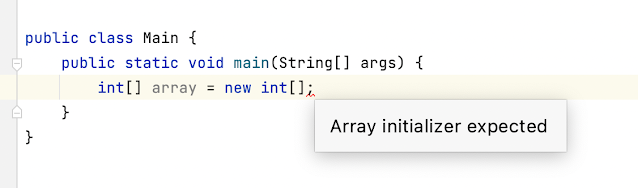 public class Main {
public static void main(String[] args) {
int[] array = new int[];
}
}
Array initializer expected